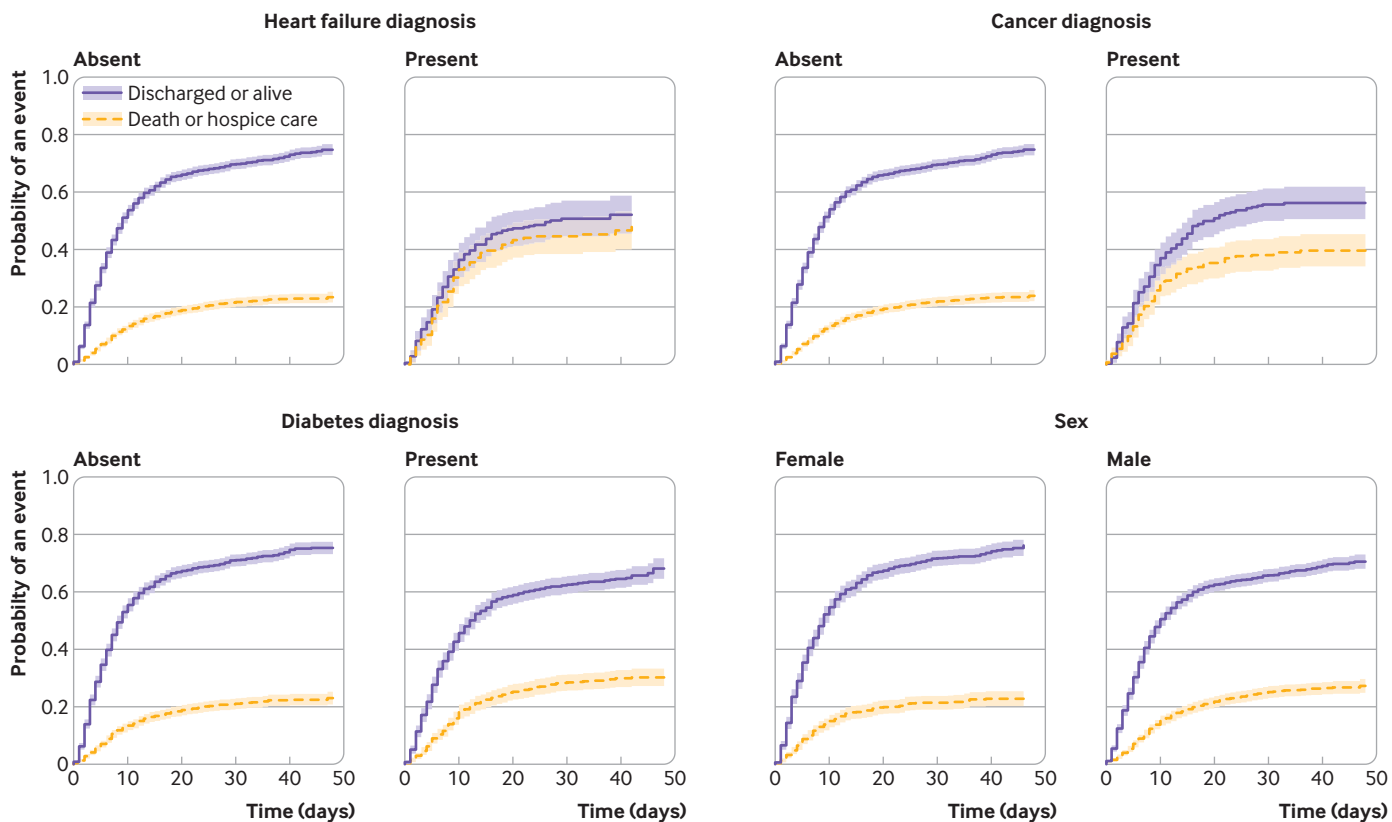 Heart failure diagnosis
Absent
Present
Probabilty of an event
1.0
0.8
0.6
0.4
0.2
0
Discharged or alive
Death or hospice care
Cancer diagnosis
Absent
Present
Diabetes diagnosis
Absent
Present
Probabilty of an event
1.0
0.8
0.6
0.4
0.2
0
0 10 20 30 40 50
Time (days)
0 10 20 30 40 50
Time (days)
Sex
Female
Male
0 10 20 30 40 50
Time (days)
0 10 20 30 40 50
Time (days)